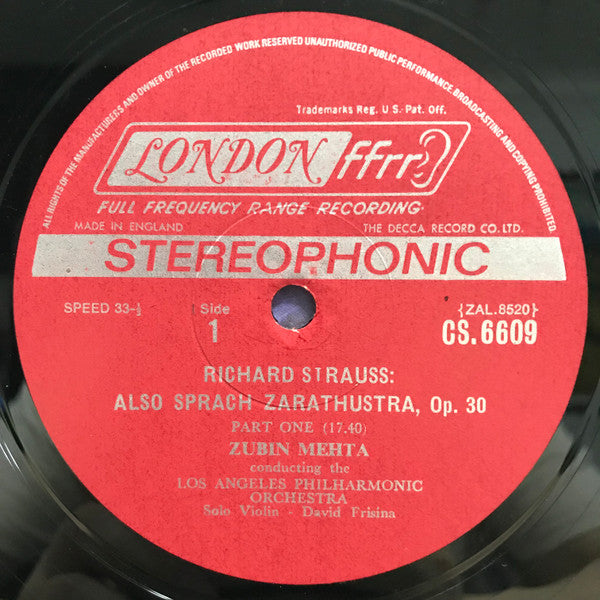 ALL RIGHTS OF THE MANUFACTURERS AND OWNER OF THE RECORDED WORK RESERVED UNAUTHORIZED PUBLIC PERFORMANCE, BROADCASTING AND COPYING PROHIBITED.
Trademarks Reg. U.S. Pat. Off.
LONDON ffrr
FULL FREQUENCY RANGE RECORDING
MADE IN ENGLAND THE DECCA RECORD CO. LTD.
STEREOPHONIC
SPEED 33-⅓ Side {ZAL.8520}
1 CS.6609
RICHARD STRAUSS:
ALSO SPRACH ZARATHUSTRA, Op. 30
PART ONE (17.40)
ZUBIN MEHTA
conducting the
LOS ANGELES PHILHARMONIC
ORCHESTRA
Solo Violin - David Frisina